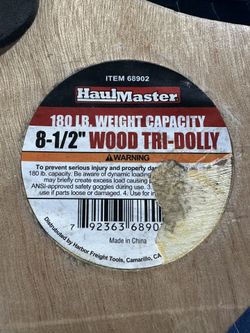 ITEM 68902
HaulMaster
180 LB. WEIGHT CAPACITY
8-1/2" WOOD TRI-DOLLY
WARNING
To prevent serious injury and property da
180 lb. Be aware of dynamic loading
may briefly create excess load causing
ANSI-approved safety goggles during use. 3.
use if parts loose or damaged. 4. Use for i
7 92363 6890
Made in China
Distributed by Harbor Freight Tools, Camarillo, CA